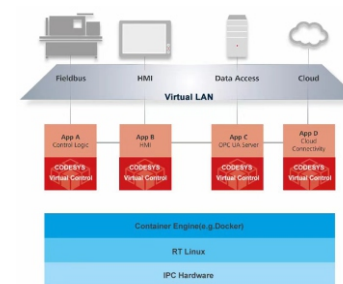 Fieldbus
HMI
Data Access
Cloud
Virtual LAN
App A
Control Logic
App B
HMI
App C
OPC UA Server
App D
Cloud
Connectivity
CODESYS
Virtual Control
CODESYS
Virtual Control
CODESYS
Virtual Control
CODESYS
Virtual Control
Container Engine(e.g.Docker)
RT Linux
IPC Hardware